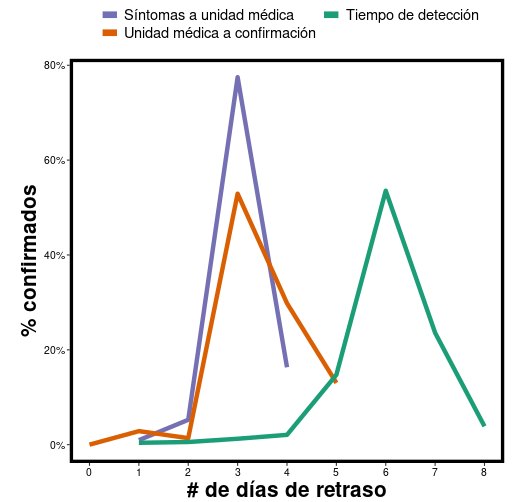 Síntomas a unidad médica
Tiempo de detección
Unidad médica a confirmación
80%
60%
40%
20%
0%
% confirmados
0 1 2 3 4 5 6 7 8
# de días de retraso